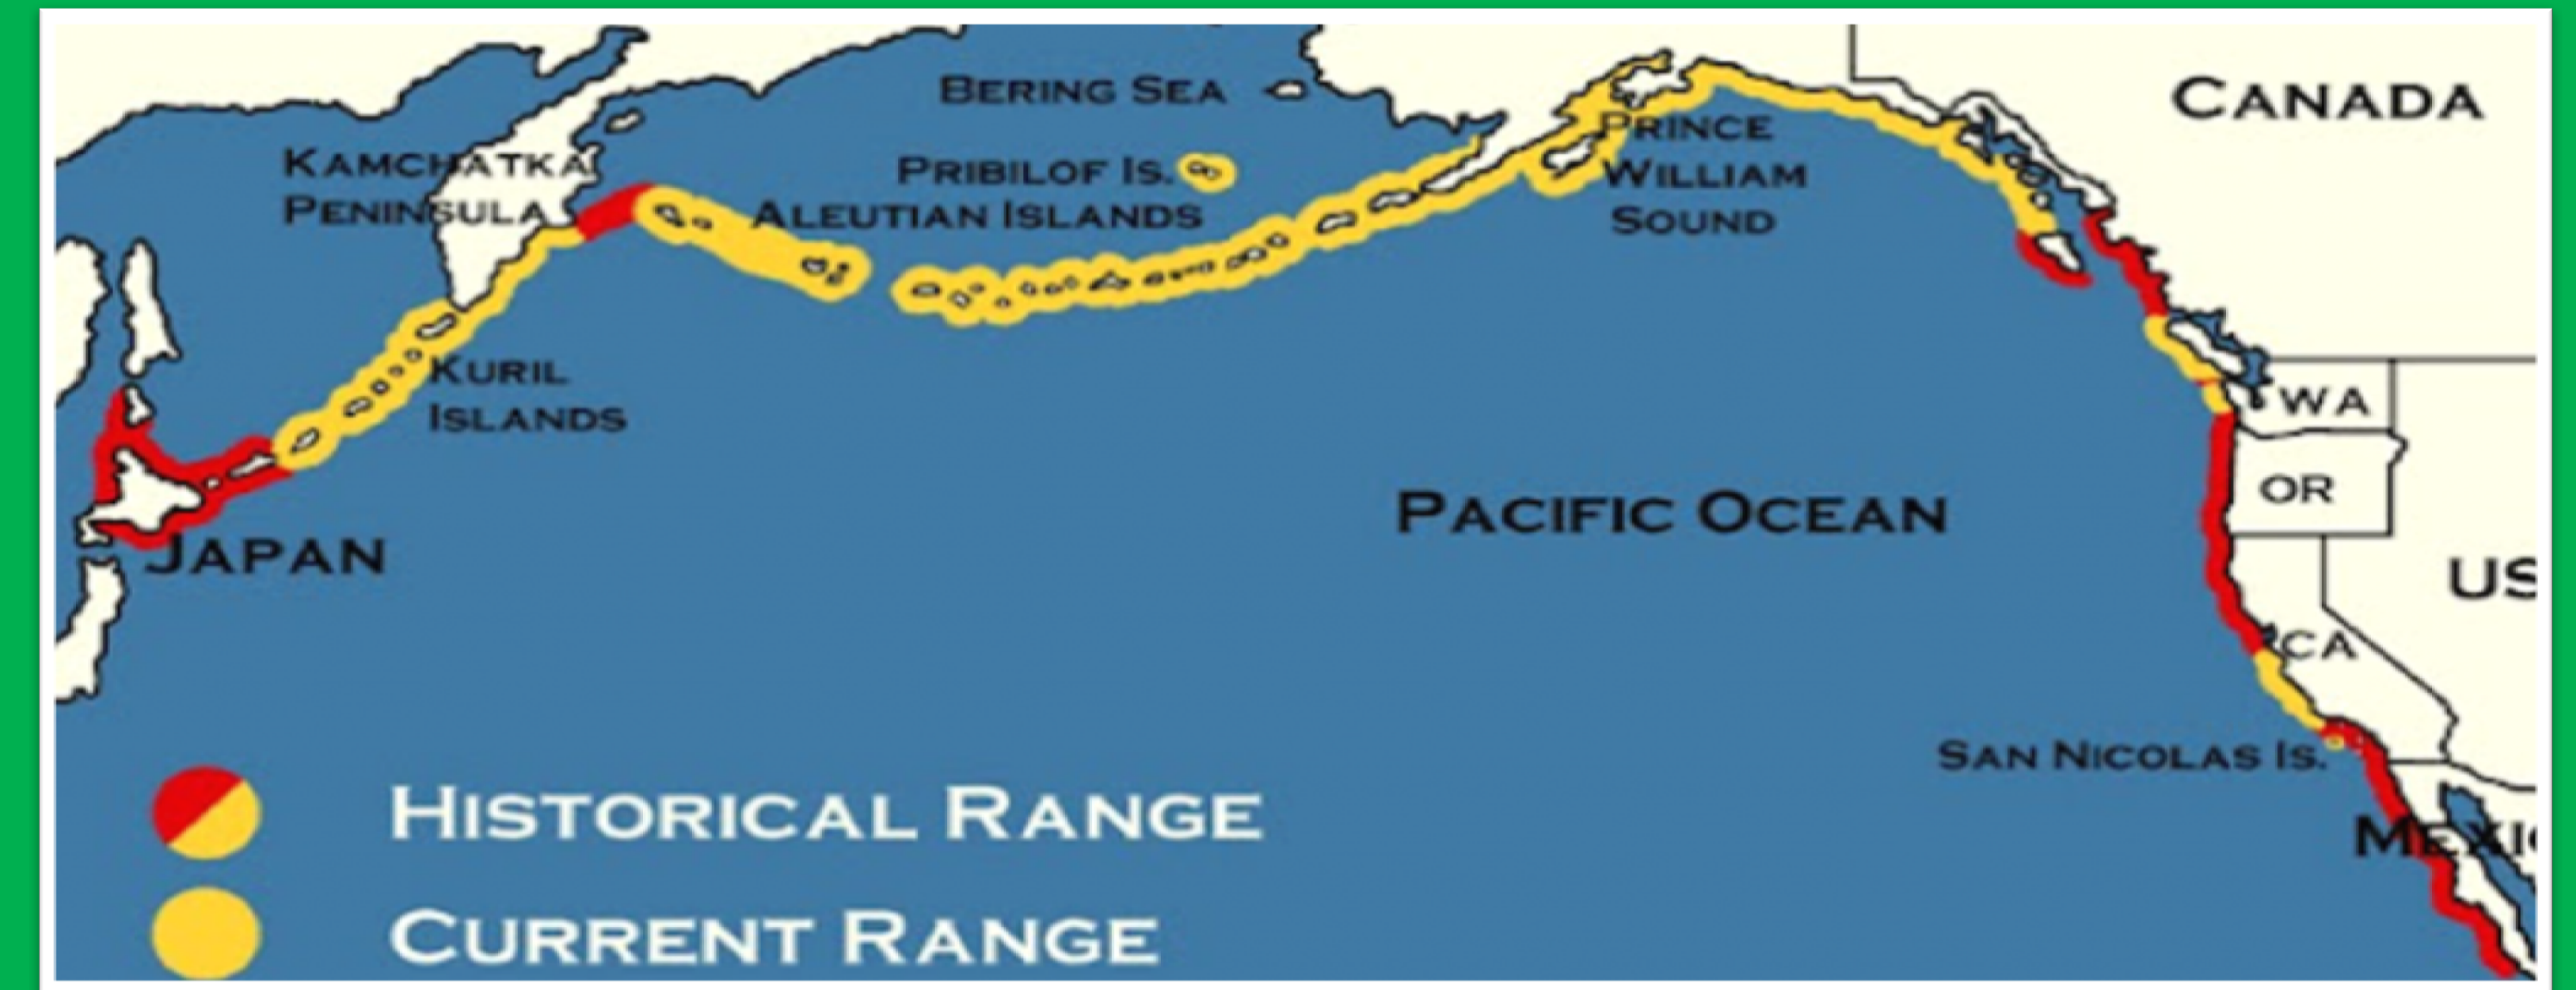 BERING SEA
CANADA
KAMCHATKA
PENINSULA
PRIBILOF IS.
ALEUTIAN ISLANDS
PRINCE
WILLIAM
SOUND
KURIL
ISLANDS
WA
OR
PACIFIC OCEAN
JAPAN
US
CA
SAN NICOLAS IS.
MEXIC
HISTORICAL RANGE
CURRENT RANGE